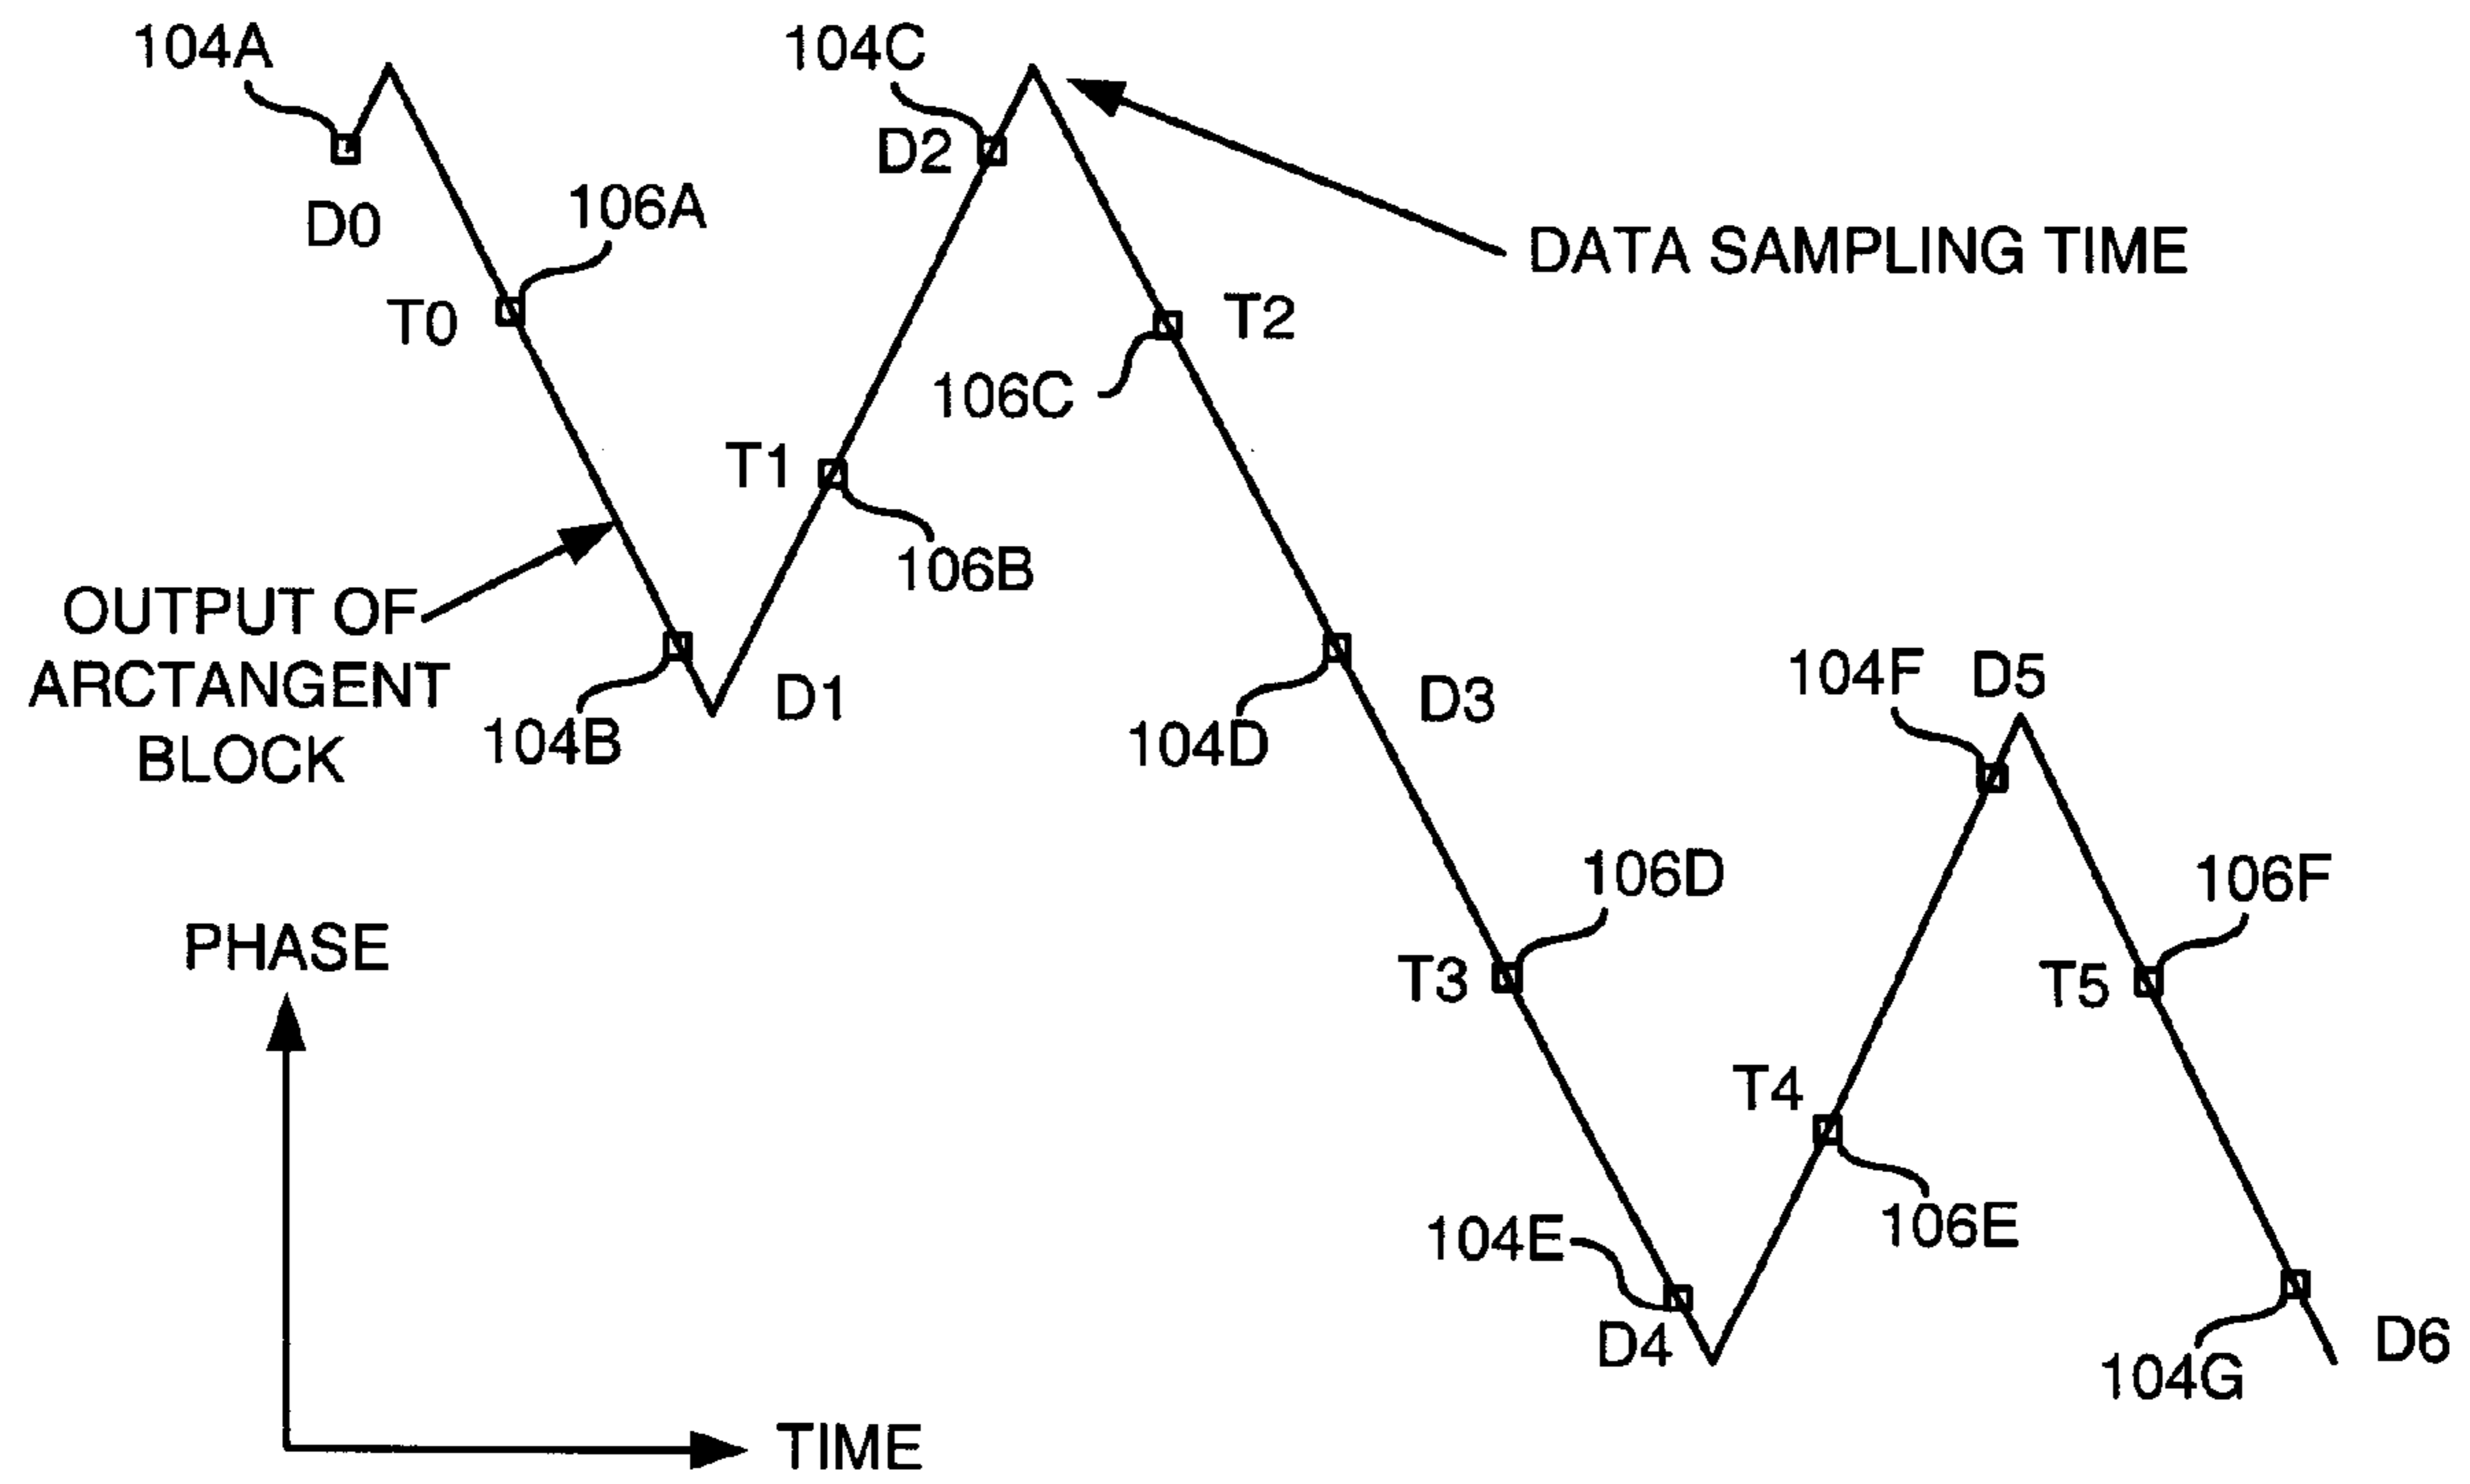 104A
104C
D2
D0
106A
DATA SAMPLING TIME
T0
T2
106C
T1
106B
OUTPUT OF
ARCTANGENT
BLOCK
104B
D1
104D
D3
104F
D5
106D
106F
PHASE
T3
T5
T4
106E
104E
D4
104G
D6
TIME